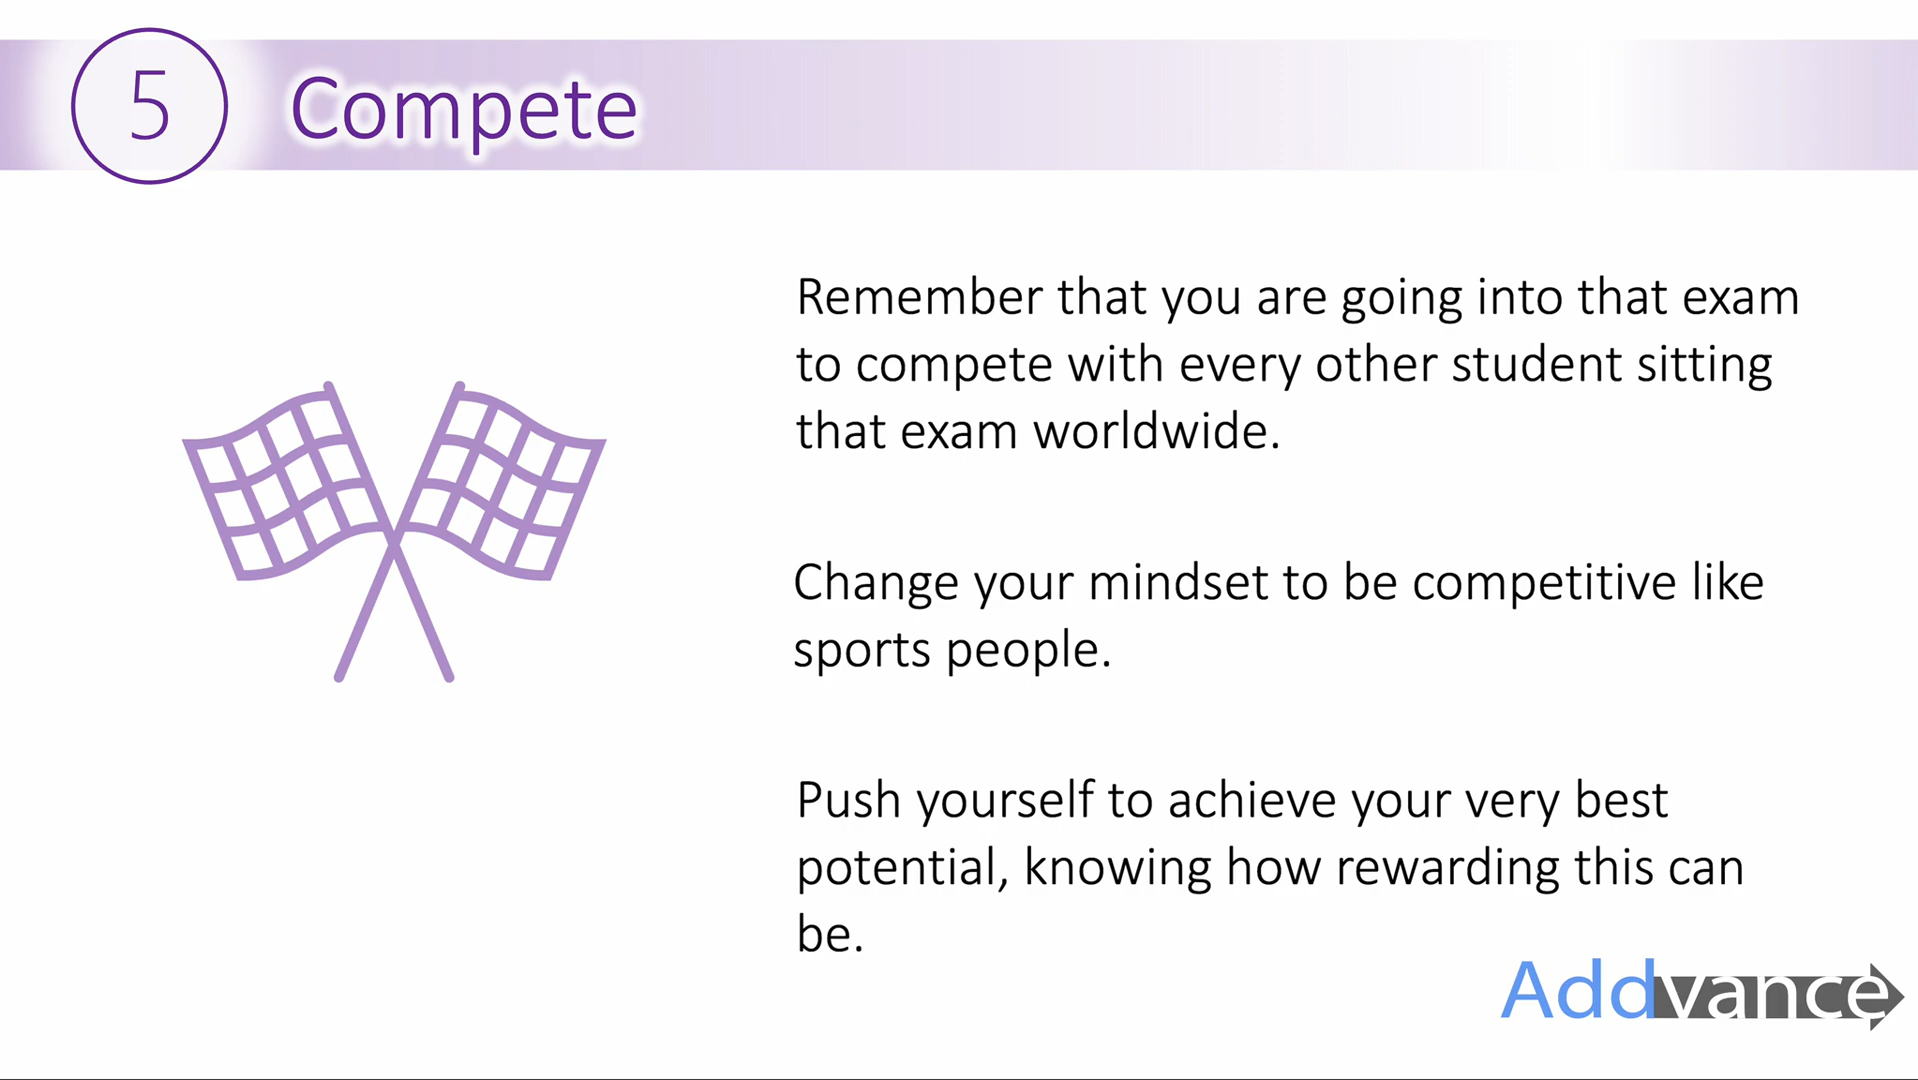 5
Compete
Remember that you are going into that exam
to compete with every other student sitting
that exam worldwide.
Change your mindset to be competitive like
sports people.
Push yourself to achieve your very best
potential, knowing how rewarding this can
be.
Addvance